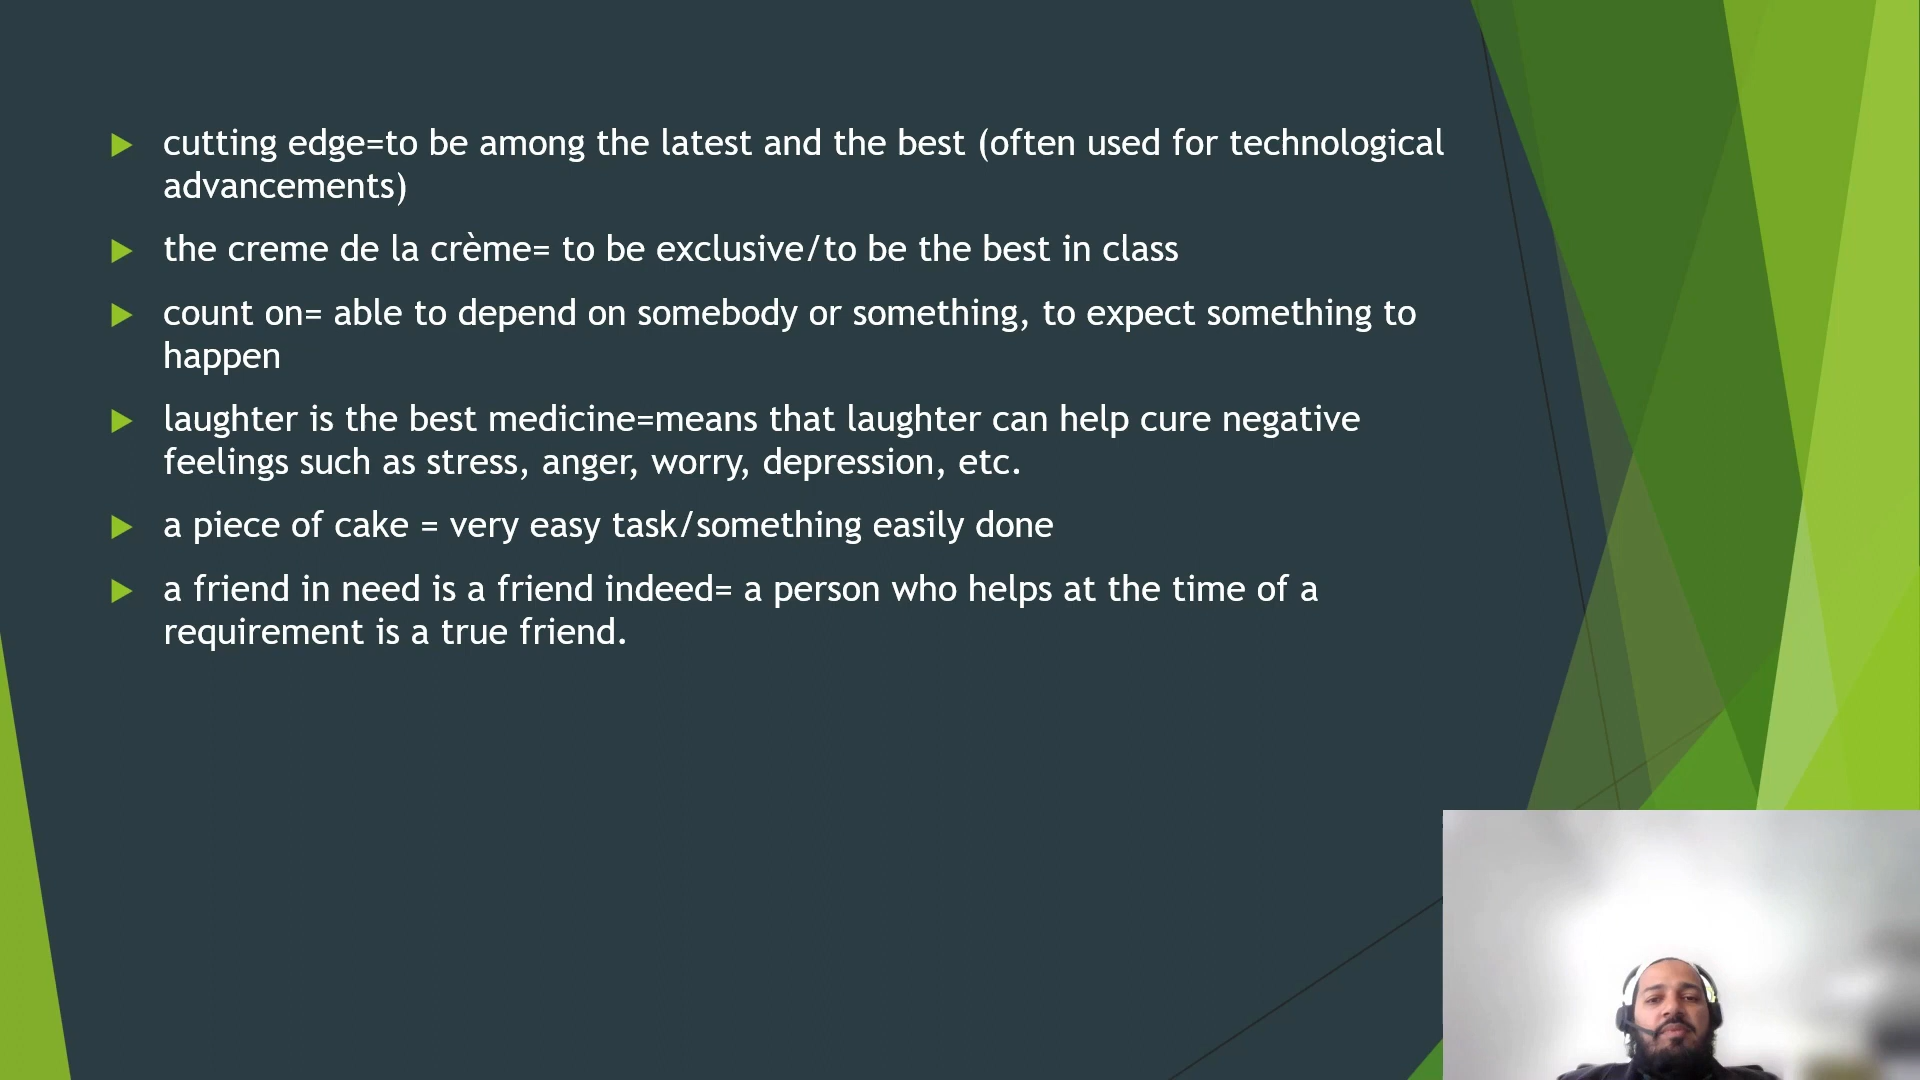 cutting edge=to be among the latest and the best (often used for technological
advancements)
the creme de la crème= to be exclusive/to be the best in class
count on= able to depend on somebody or something, to expect something to
happen
laughter is the best medicine=means that laughter can help cure negative
feelings such as stress, anger, worry, depression, etc.
a piece of cake = very easy task/something easily done
a friend in need is a friend indeed= a person who helps at the time of a
requirement is a true friend.